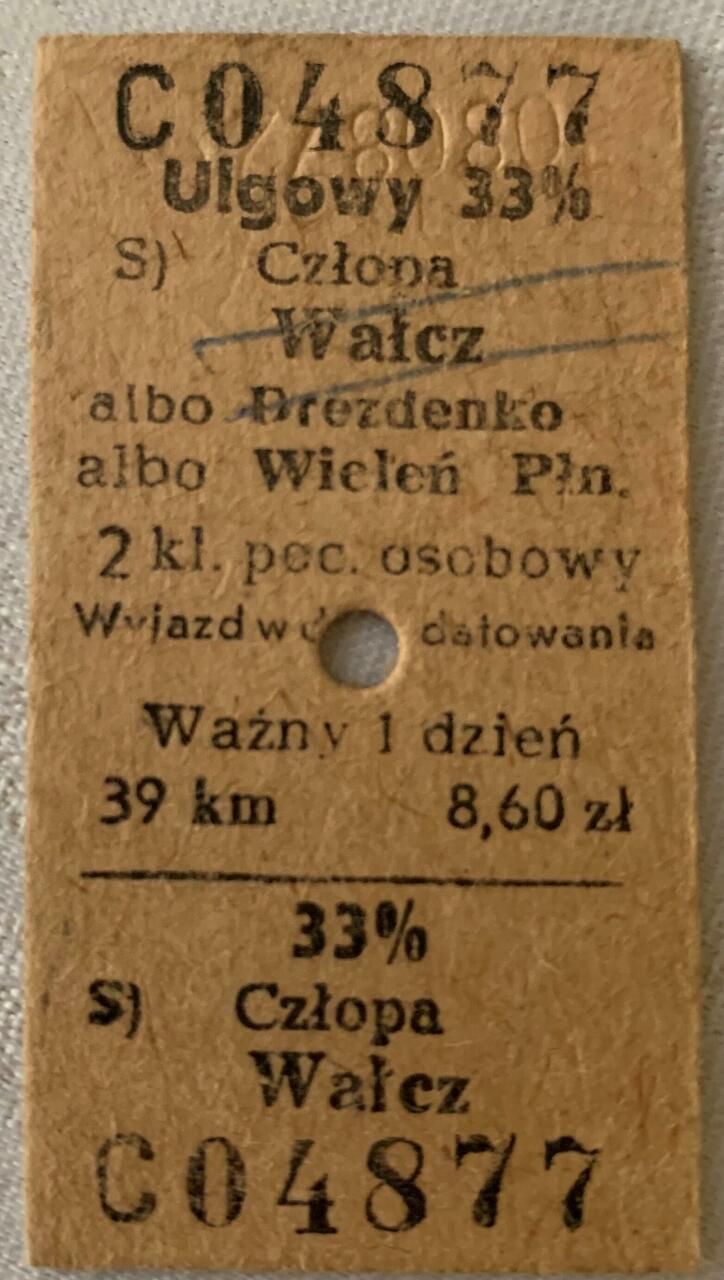 C04877
Ulgowy 33%
S) Człopa
Wałcz
albo Drezdenko
albo Wieleń Płn.
2 kl. poc. osobowy
Wyjazd w datowania
Ważny 1 dzień
39 km 8,60 zł
33%
S) Człopa
Wałcz
C04877